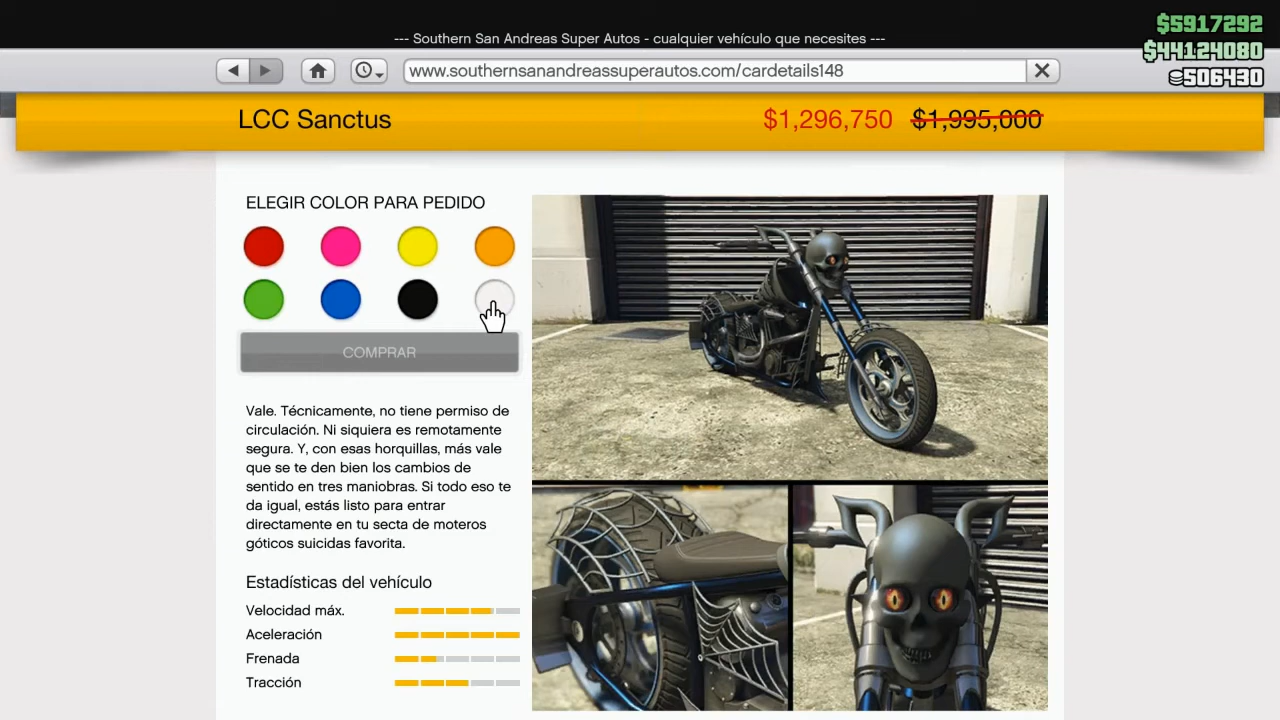 --- Southern San Andreas Super Autos - cualquier vehículo que necesites ---
$5917292
$44124080
506430
www.southernsanandreassuperautos.com/cardetails148
LCC Sanctus
$1,296,750 $1,995,000
ELEGIR COLOR PARA PEDIDO
COMPRAR
Vale. Técnicamente, no tiene permiso de
circulación. Ni siquiera es remotamente
segura. Y, con esas horquillas, más vale
que se te den bien los cambios de
sentido en tres maniobras. Si todo eso te
da igual, estás listo para entrar
directamente en tu secta de moteros
góticos suicidas favorita.
Estadísticas del vehículo
Velocidad máx.
Aceleración
Frenada
Tracción